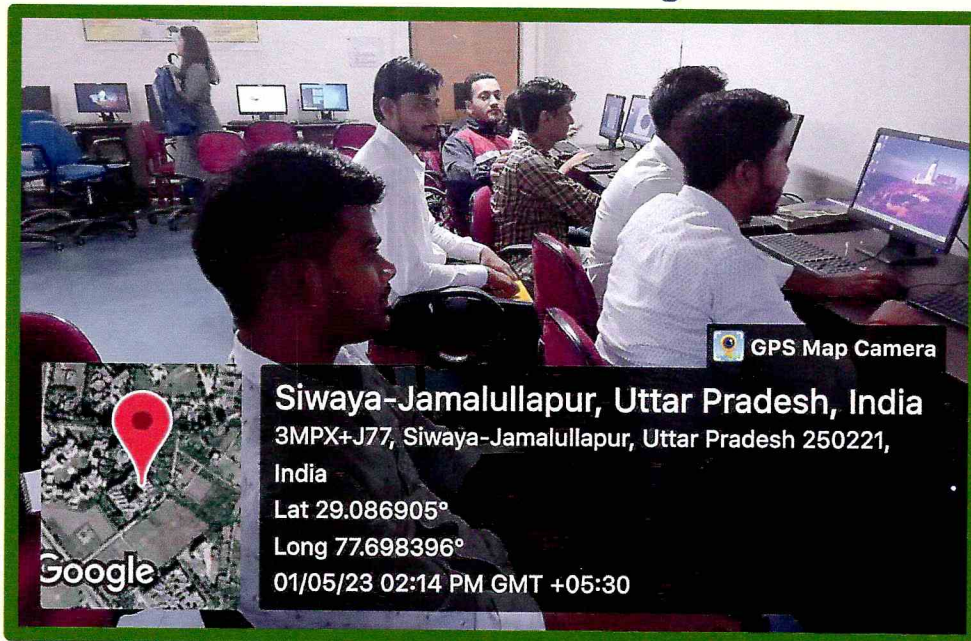 GPS Map Camera
Siwaya-Jamalullapur, Uttar Pradesh, India
3MPX+J77, Siwaya-Jamalullapur, Uttar Pradesh 250221,
India
Lat 29.086905°
Long 77.698396°
01/05/23 02:14 PM GMT +05:30
Google